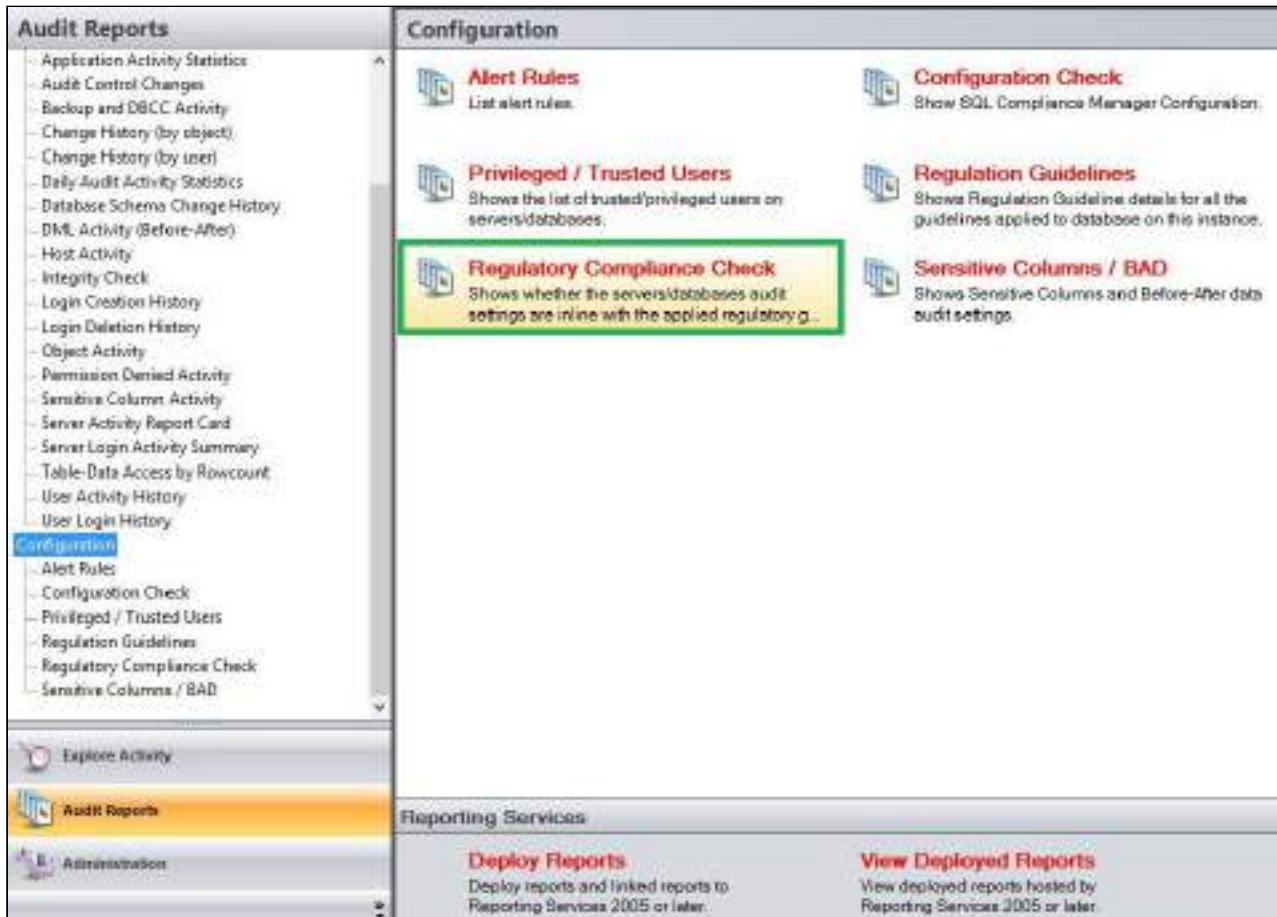 Audit Reports
Application Activity Statistics
Audit Control Changes
Backup and DBCC Activity
Change History (by object)
Change History (by user)
Daily Audit Activity Statistics
Database Schema Change History
DML Activity (Before-After)
Host Activity
Integrity Check
Login Creation History
Login Deletion History
Object Activity
Permission Denied Activity
Sensitive Column Activity
Server Activity Report Card
Server Login Activity Summary
Table-Data Access by Rowcount
User Activity History
User Login History
Configuration
Alert Rules
Configuration Check
Privileged / Trusted Users
Regulation Guidelines
Regulatory Compliance Check
Sensitive Columns / BAD
Explore Activity
Audit Reports
Administration
Configuration
Alert Rules
List alert rules.
Configuration Check
Show SQL Compliance Manager Configuration.
Privileged / Trusted Users
Shows the list of trusted/privileged users on
servers/databases.
Regulation Guidelines
Shows Regulation Guideline details for all the
guidelines applied to database on this instance.
Regulatory Compliance Check
Shows whether the servers/databases audit
settings are inline with the applied regulatory g...
Sensitive Columns / BAD
Shows Sensitive Columns and Before-After data
audit settings.
Reporting Services
Deploy Reports
Deploy reports and linked reports to
Reporting Services 2005 or later.
View Deployed Reports
View deployed reports hosted by
Reporting Services 2005 or later.